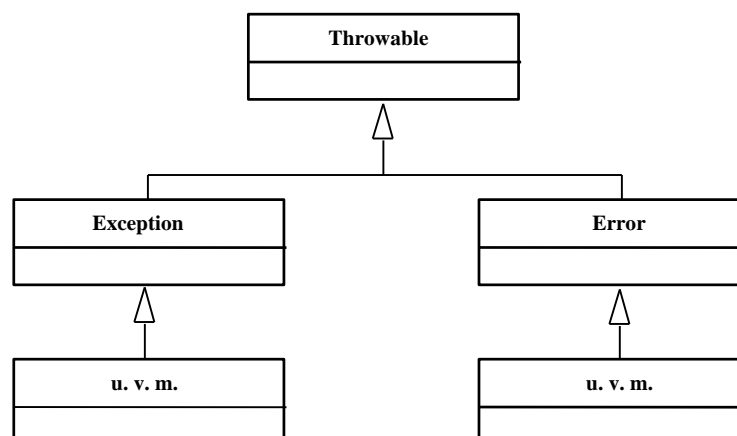 Throwable
Exception
Error
u. v. m.
u. v. m.